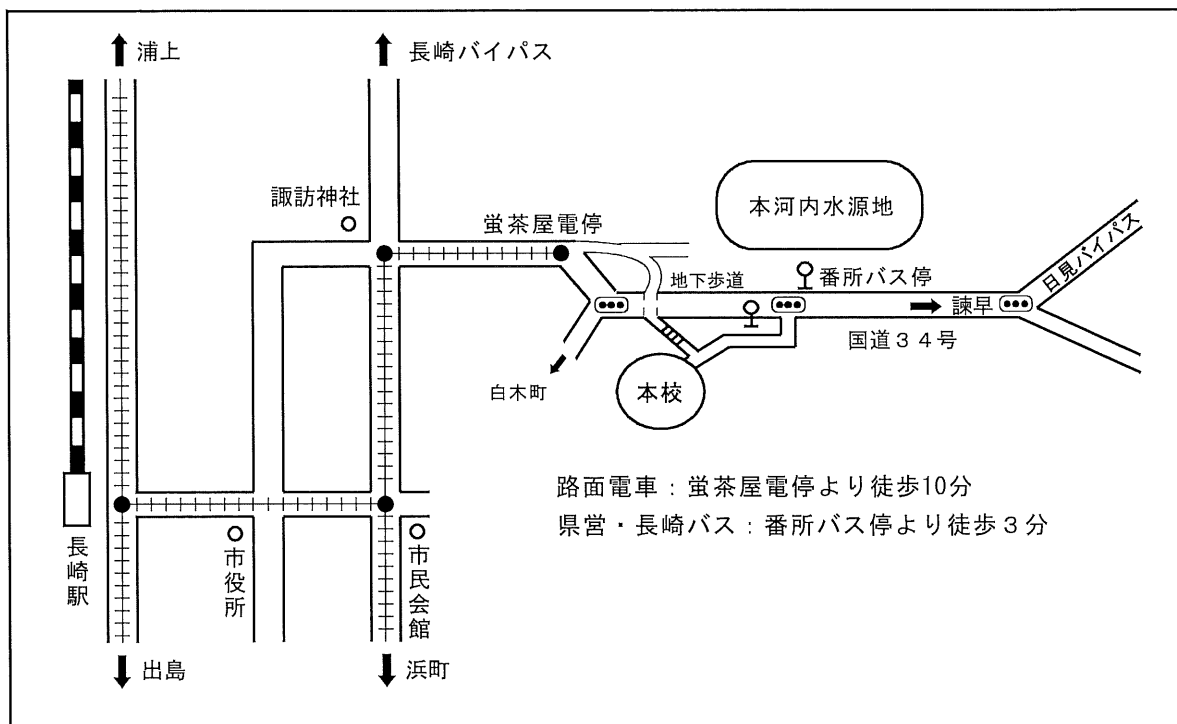 浦上
長崎バイパス
諏訪神社
蛍茶屋電停
本河内水源地
日見バイパス
地下歩道
番所バス停
諫早
国道34号
白木町
本校
路面電車：蛍茶屋電停より徒歩10分
県営・長崎バス：番所バス停より徒歩３分
長崎駅
市役所
市民会館
出島
浜町